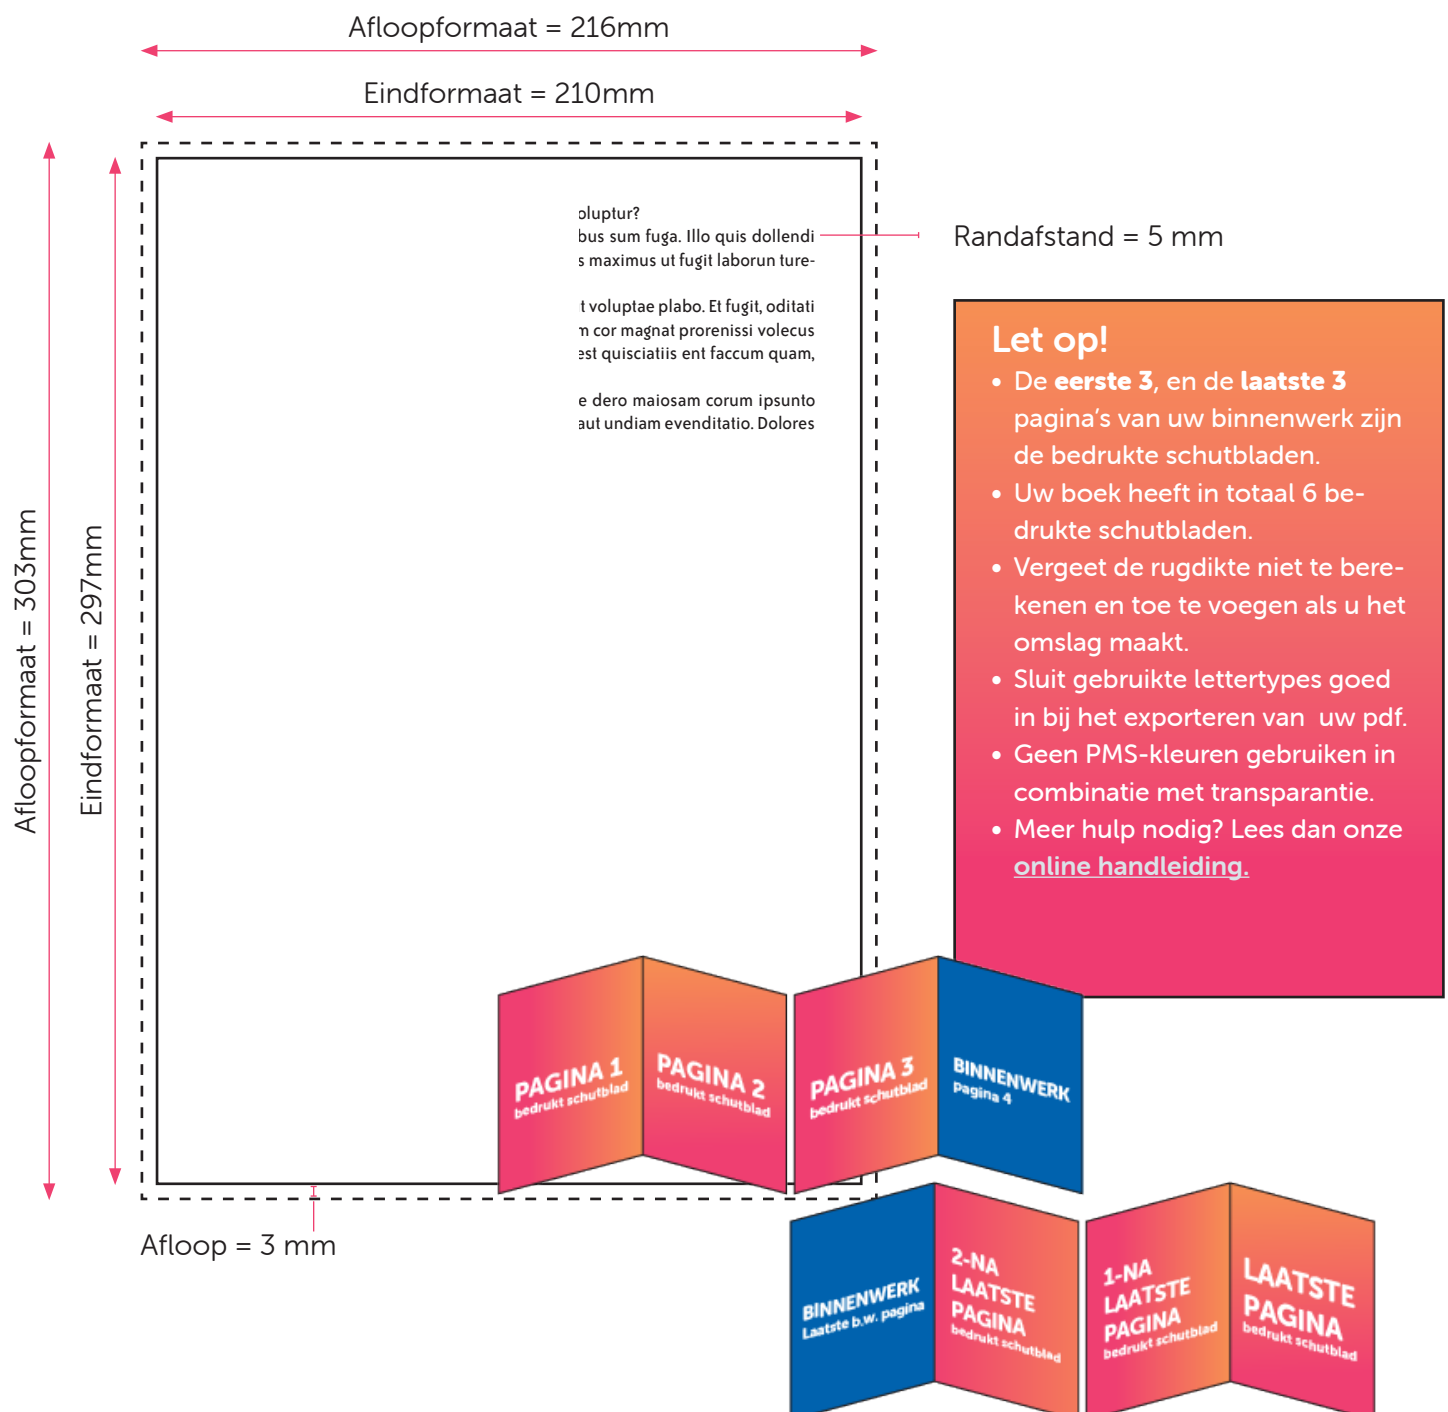 Afloopformaat = 216mm
Eindformaat = 210mm
Afloopformaat = 303mm
Eindformaat = 297mm
oluptur?
bus sum fuga. Illo quis dollendi
s maximus ut fugit laborun ture-
t voluptae plabo. Et fugit, oditati
m cor magnat prorenissi volecus
est quisciatiis ent faccum quam,
e dero maiosam corum ipsunto
aut undiam evenditatio. Dolores
Randafstand = 5 mm
Let op!
• De eerste 3, en de laatste 3
pagina's van uw binnenwerk zijn
de bedrukte schutbladen.
• Uw boek heeft in totaal 6 be-
drukte schutbladen.
• Vergeet de rugdikte niet te bere-
kenen en toe te voegen als u het
omslag maakt.
• Sluit gebruikte lettertypes goed
in bij het exporteren van uw pdf.
• Geen PMS-kleuren gebruiken in
combinatie met transparantie.
• Meer hulp nodig? Lees dan onze
online handleiding.
PAGINA 1
bedrukt schutblad
PAGINA 2
bedrukt schutblad
PAGINA 3
bedrukt schutblad
BINNENWERK
pagina 4
Afloop = 3 mm
BINNENWERK
Laatste b.w. pagina
2-NA
LAATSTE
PAGINA
bedrukt schutblad
1-NA
LAATSTE
PAGINA
bedrukt schutblad
LAATSTE
PAGINA
bedrukt schutblad